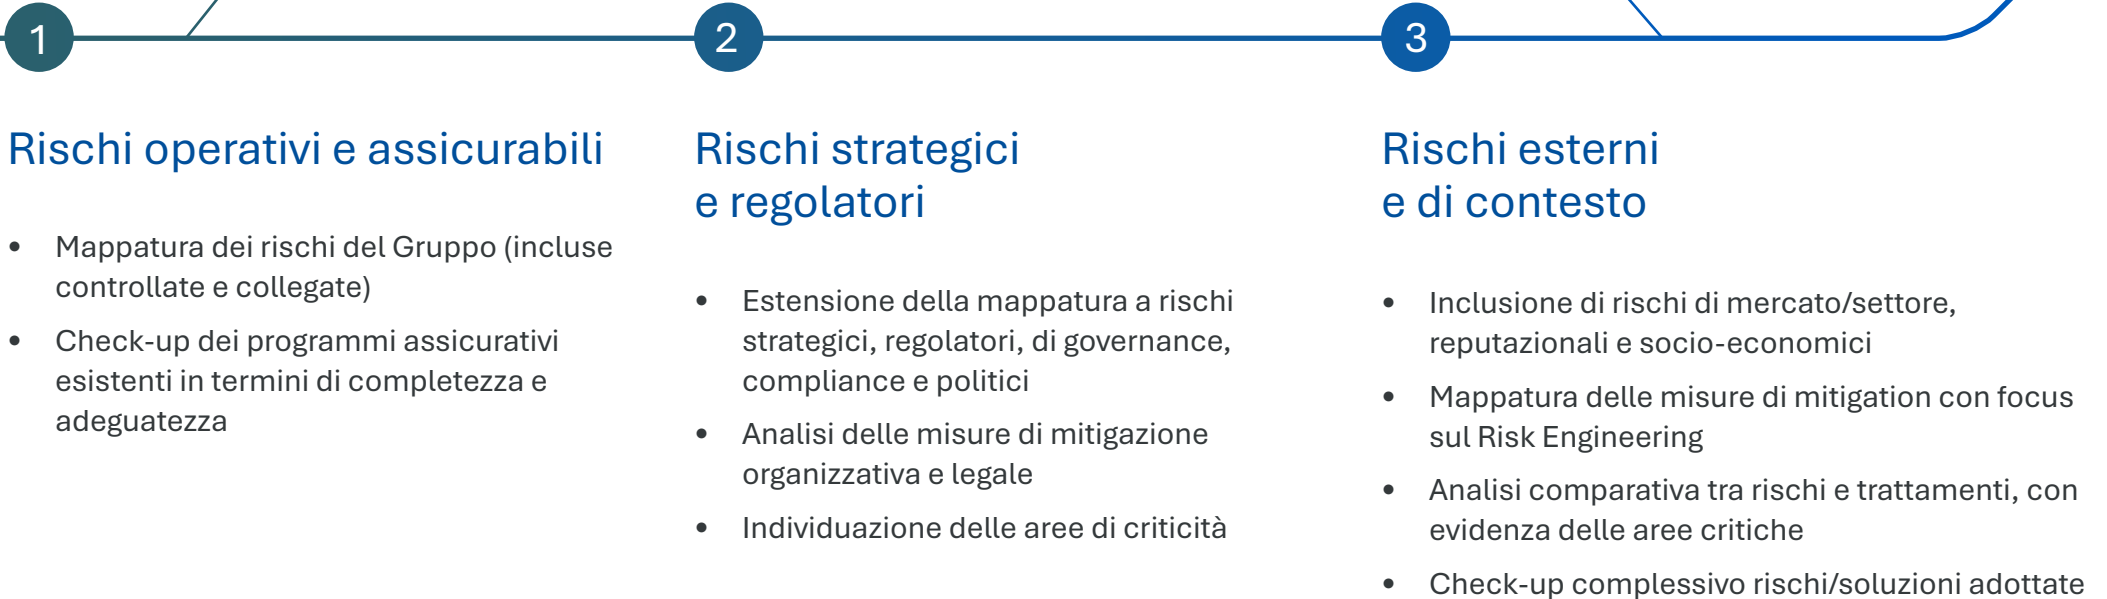 1
2
3
Rischi operativi e assicurabili
• Mappatura dei rischi del Gruppo (incluse
controllate e collegate)
• Check-up dei programmi assicurativi
esistenti in termini di completezza e
adeguatezza
Rischi strategici
e regolatori
• Estensione della mappatura a rischi
strategici, regolatori, di governance,
compliance e politici
• Analisi delle misure di mitigazione
organizzativa e legale
• Individuazione delle aree di criticità
Rischi esterni
e di contesto
• Inclusione di rischi di mercato/settore,
reputazionali e socio-economici
• Mappatura delle misure di mitigation con focus
sul Risk Engineering
• Analisi comparativa tra rischi e trattamenti, con
evidenza delle aree critiche
• Check-up complessivo rischi/soluzioni adottate